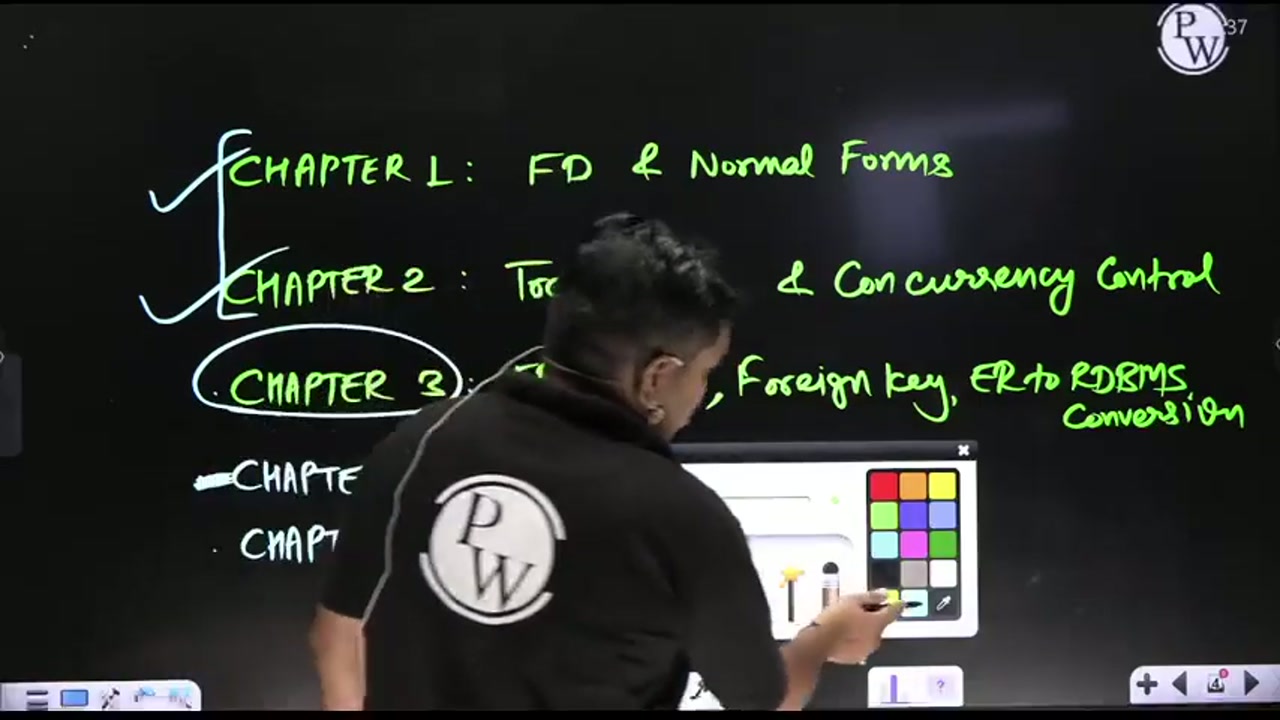 PW 37
CHAPTER 1: FD & Normal Forms
CHAPTER 2: & Concurrency Control
CHAPTER 3: , Foreign key, ER to RDBMS
Conversion
CHAPTE
CHAPT
PW
?